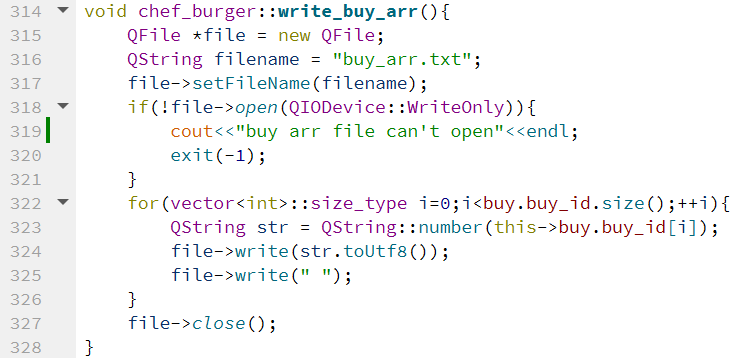 314 void chef_burger::write_buy_arr(){
315     QFile *file = new QFile;
316     QString filename = "buy_arr.txt";
317     file->setFileName(filename);
318     if(!file->open(QIODevice::WriteOnly)){
319         cout<<"buy arr file can't open"<<endl;
320         exit(-1);
321     }
322     for(vector<int>::size_type i=0;i<buy.buy_id.size();++i){
323         QString str = QString::number(this->buy.buy_id[i]);
324         file->write(str.toUtf8());
325         file->write(" ");
326     }
327     file->close();
328 }